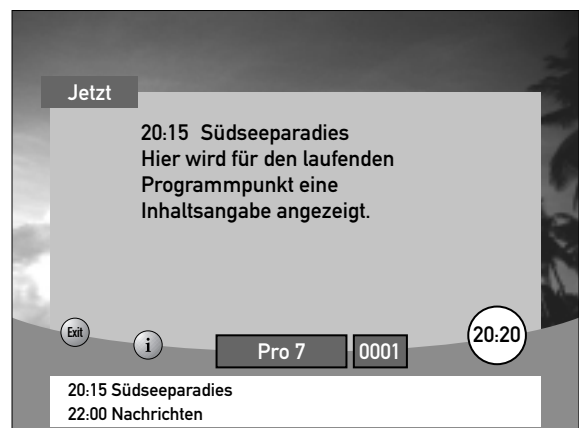 Jetzt
20:15 Südseeparadies
Hier wird für den laufenden
Programmpunkt eine
Inhaltsangabe angezeigt.
Exit
i
Pro 7
0001
20:20
20:15 Südseeparadies
22:00 Nachrichten